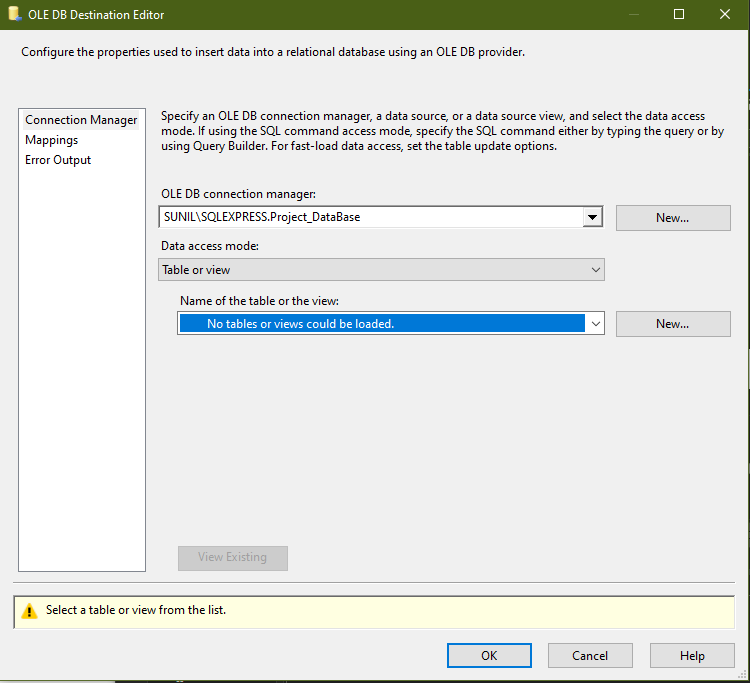 OLE DB Destination Editor
Configure the properties used to insert data into a relational database using an OLE DB provider.
Connection Manager
Mappings
Error Output
Specify an OLE DB connection manager, a data source, or a data source view, and select the data access
mode. If using the SQL command access mode, specify the SQL command either by typing the query or by
using Query Builder. For fast-load data access, set the table update options.
OLE DB connection manager:
SUNIL\SQLEXPRESS.Project_DataBase
New...
Data access mode:
Table or view
Name of the table or the view:
No tables or views could be loaded.
New...
View Existing
Select a table or view from the list.
OK
Cancel
Help